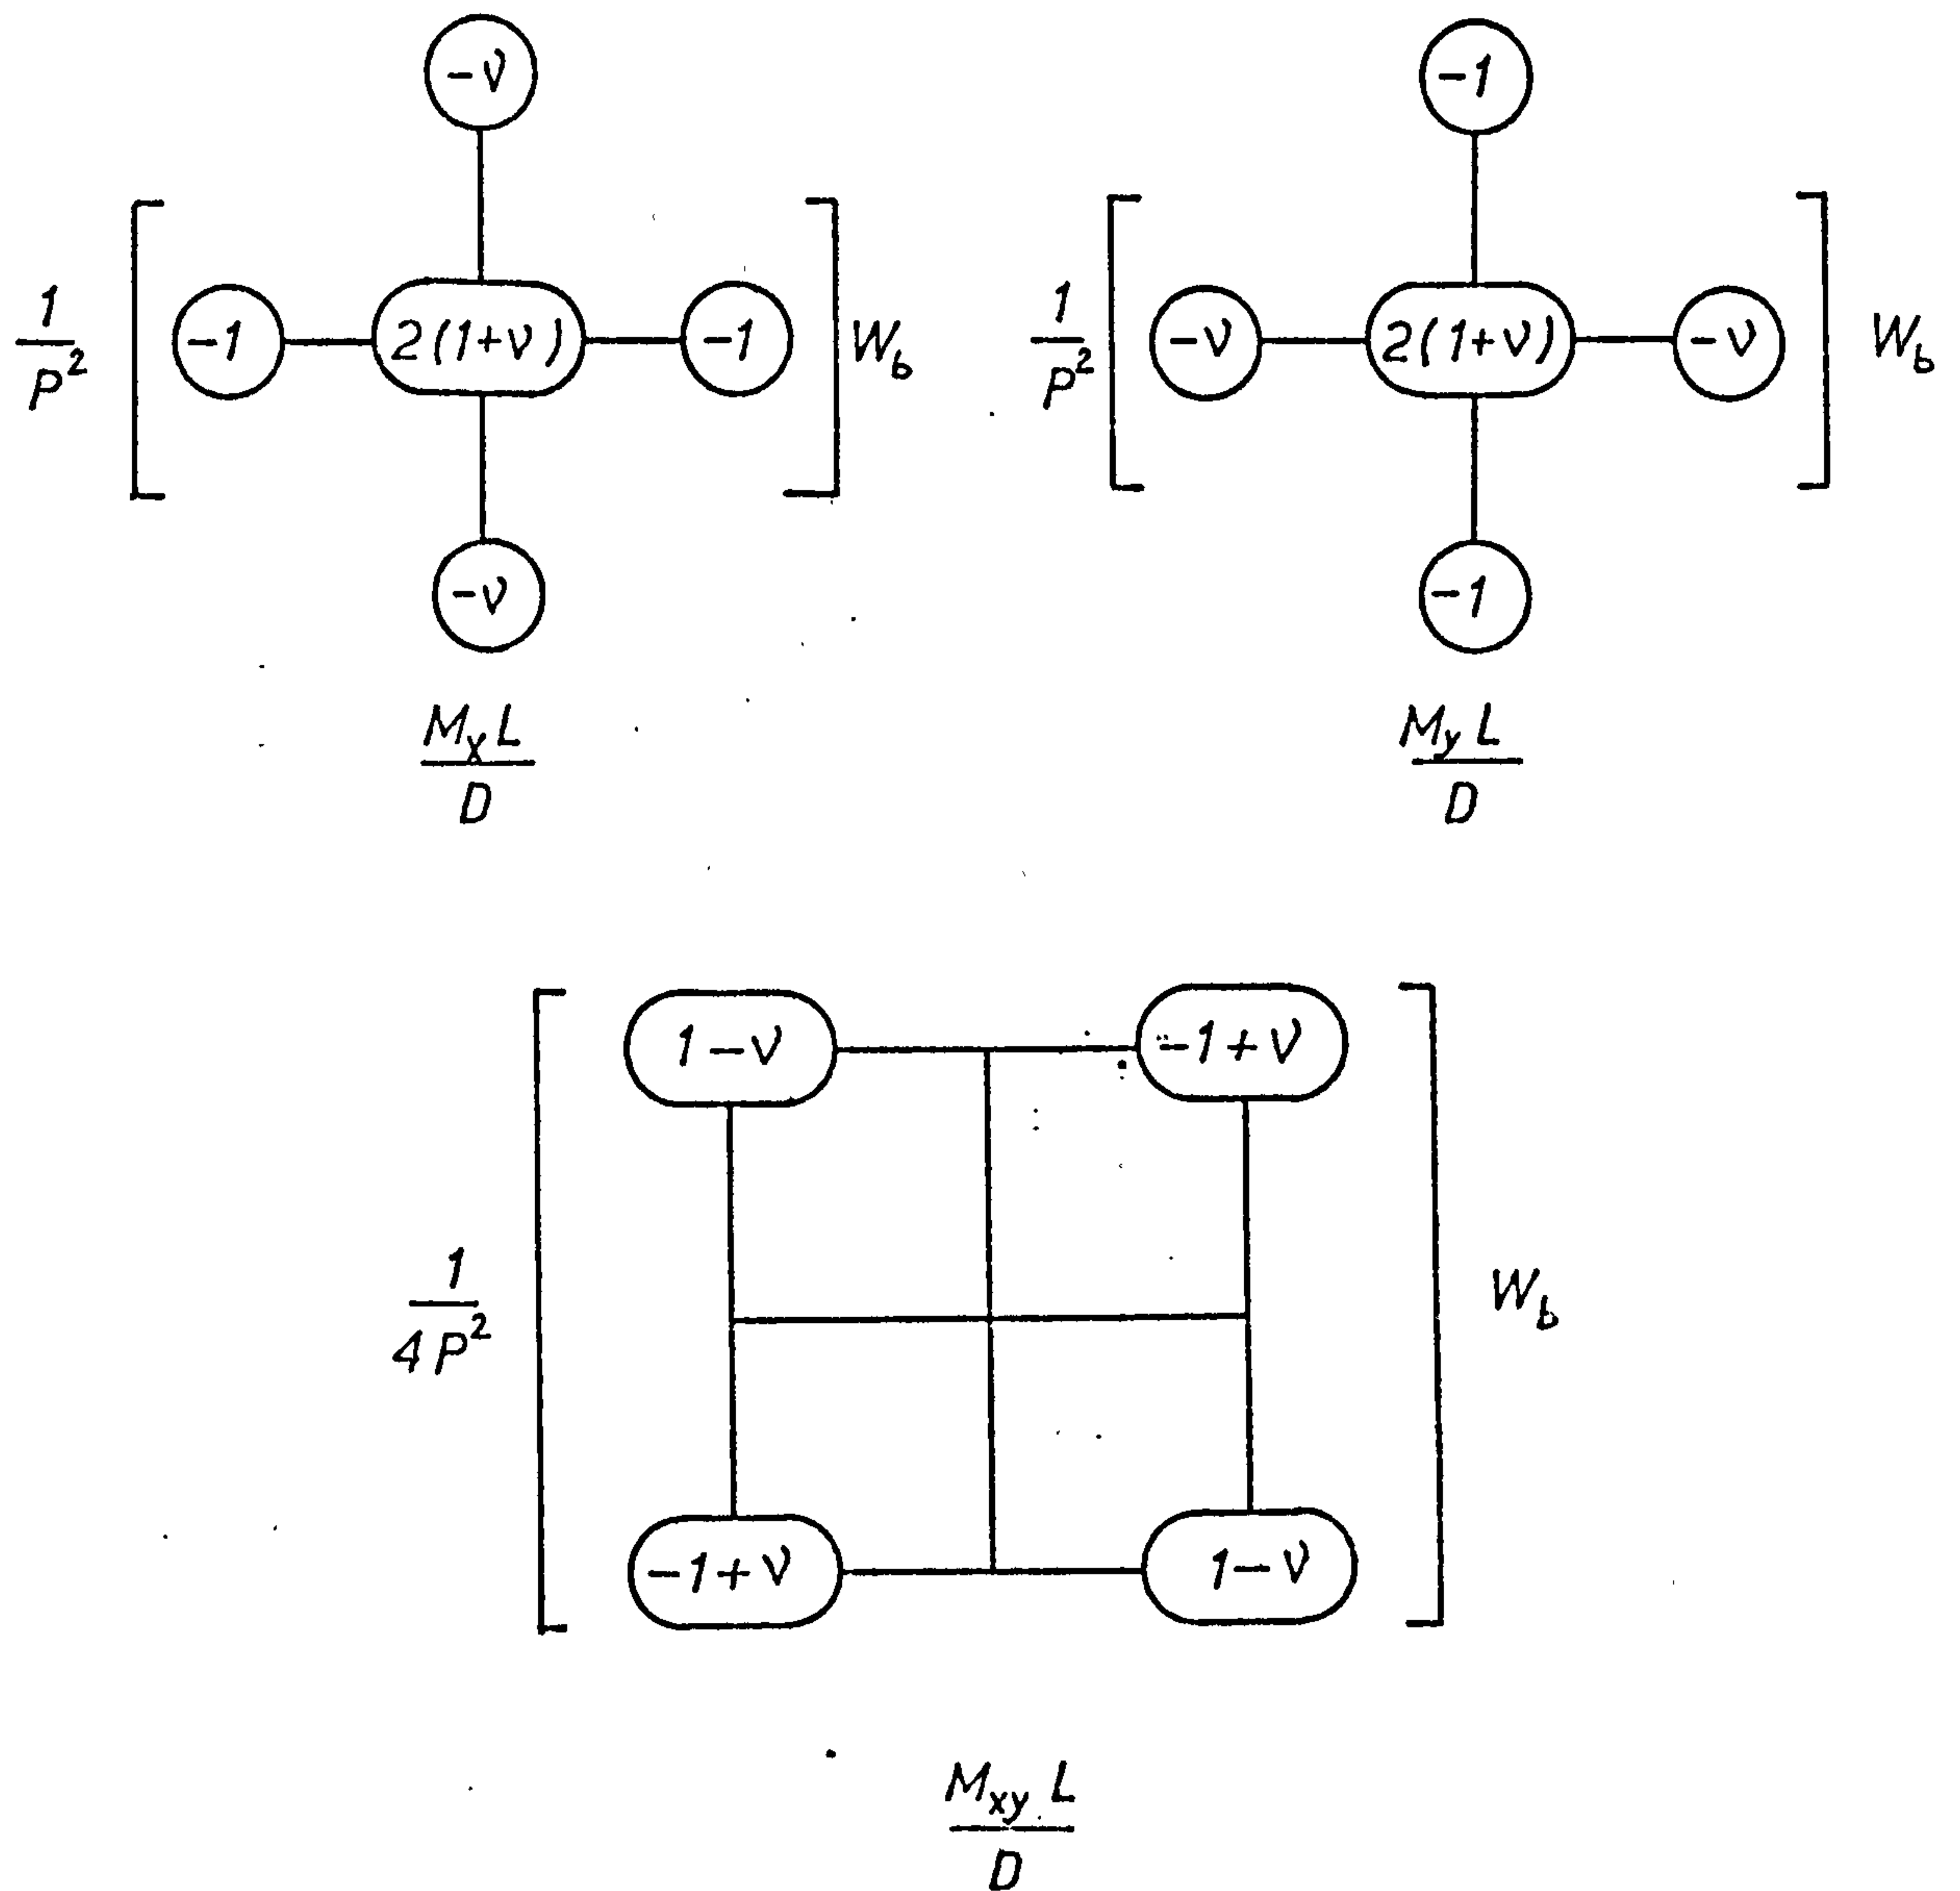 -ν
1/P² [ -1 2(1+ν) -1 ] W_b
-ν
M_x L / D
-1
1/P² [ -ν 2(1+ν) -ν ] W_b
-1
M_y L / D
1-ν -1+ν
1/4P² [ ] W_b
-1+ν 1-ν
M_xy L / D